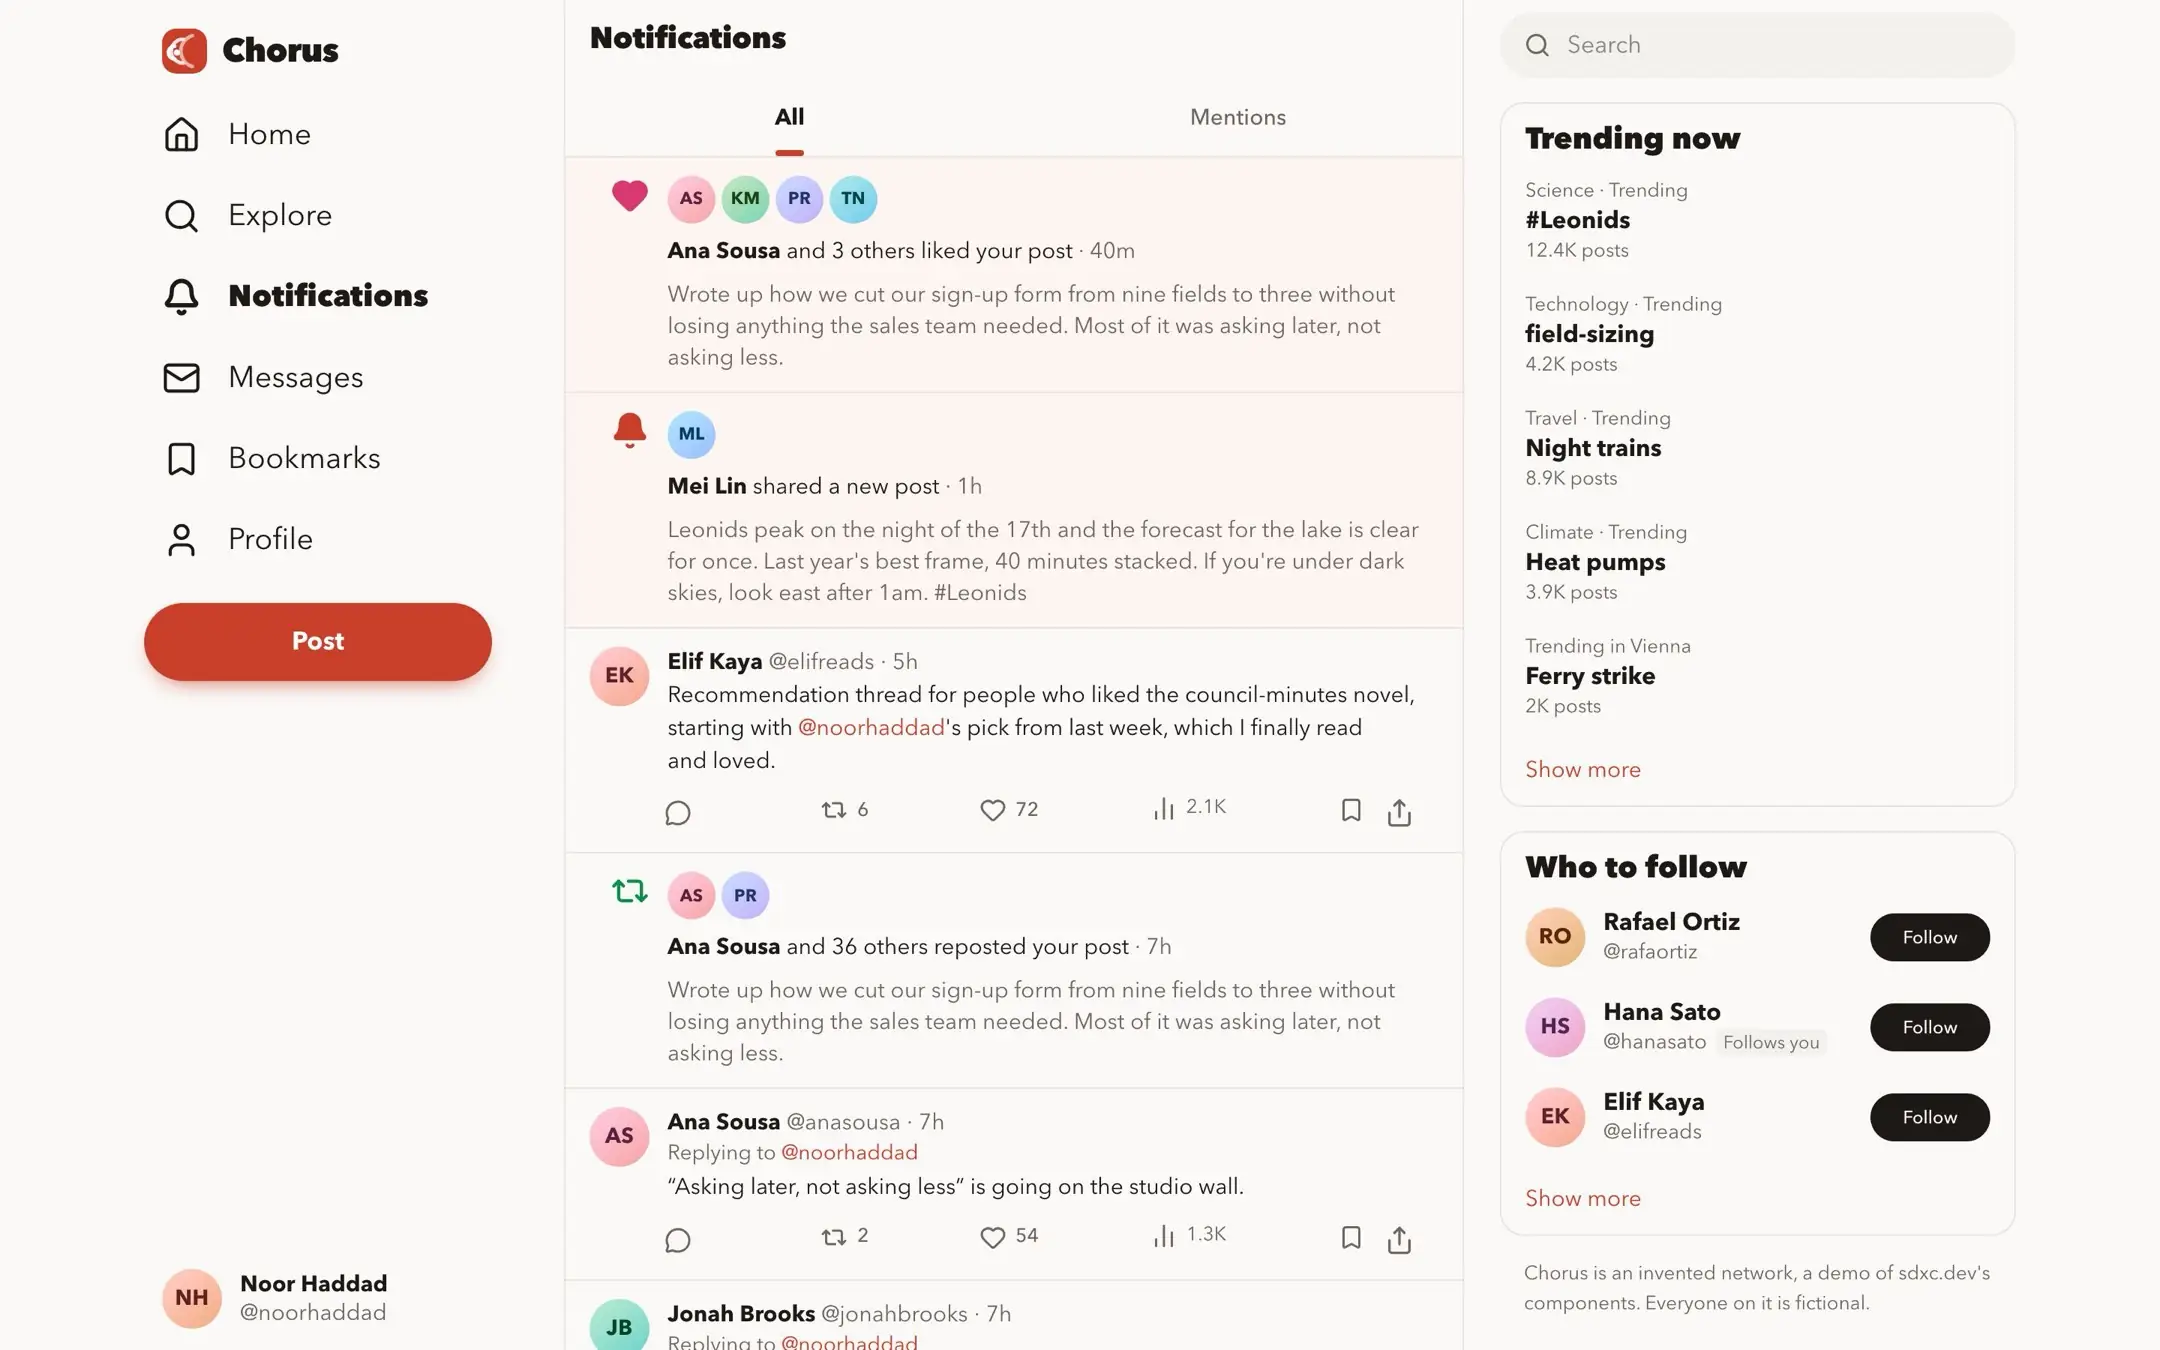 Chorus
Home
Explore
Notifications
Messages
Bookmarks
Profile
Post
NH
Noor Haddad
@noorhaddad
Notifications
All
Mentions
AS KM PR TN
Ana Sousa and 3 others liked your post · 40m
Wrote up how we cut our sign-up form from nine fields to three without
losing anything the sales team needed. Most of it was asking later, not
asking less.
ML
Mei Lin shared a new post · 1h
Leonids peak on the night of the 17th and the forecast for the lake is clear
for once. Last year's best frame, 40 minutes stacked. If you're under dark
skies, look east after 1am. #Leonids
EK
Elif Kaya @elifreads · 5h
Recommendation thread for people who liked the council-minutes novel,
starting with @noorhaddad's pick from last week, which I finally read
and loved.
6 72 2.1K
AS PR
Ana Sousa and 36 others reposted your post · 7h
Wrote up how we cut our sign-up form from nine fields to three without
losing anything the sales team needed. Most of it was asking later, not
asking less.
AS
Ana Sousa @anasousa · 7h
Replying to @noorhaddad
“Asking later, not asking less” is going on the studio wall.
2 54 1.3K
JB
Jonah Brooks @jonahbrooks · 7h
Replying to @noorhaddad
Search
Trending now
Science · Trending
#Leonids
12.4K posts
Technology · Trending
field-sizing
4.2K posts
Travel · Trending
Night trains
8.9K posts
Climate · Trending
Heat pumps
3.9K posts
Trending in Vienna
Ferry strike
2K posts
Show more
Who to follow
RO
Rafael Ortiz
@rafaortiz
Follow
HS
Hana Sato
@hanasato Follows you
Follow
EK
Elif Kaya
@elifreads
Follow
Show more
Chorus is an invented network, a demo of sdxc.dev's
components. Everyone on it is fictional.